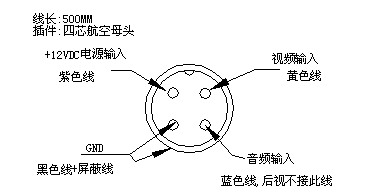 线长:500MM
插件: 四芯航空母头
+12VDC电源输入
紫色线
视频输入
黄色线
GND
黑色线+屏蔽线
音频输入
蓝色线, 后视不接此线